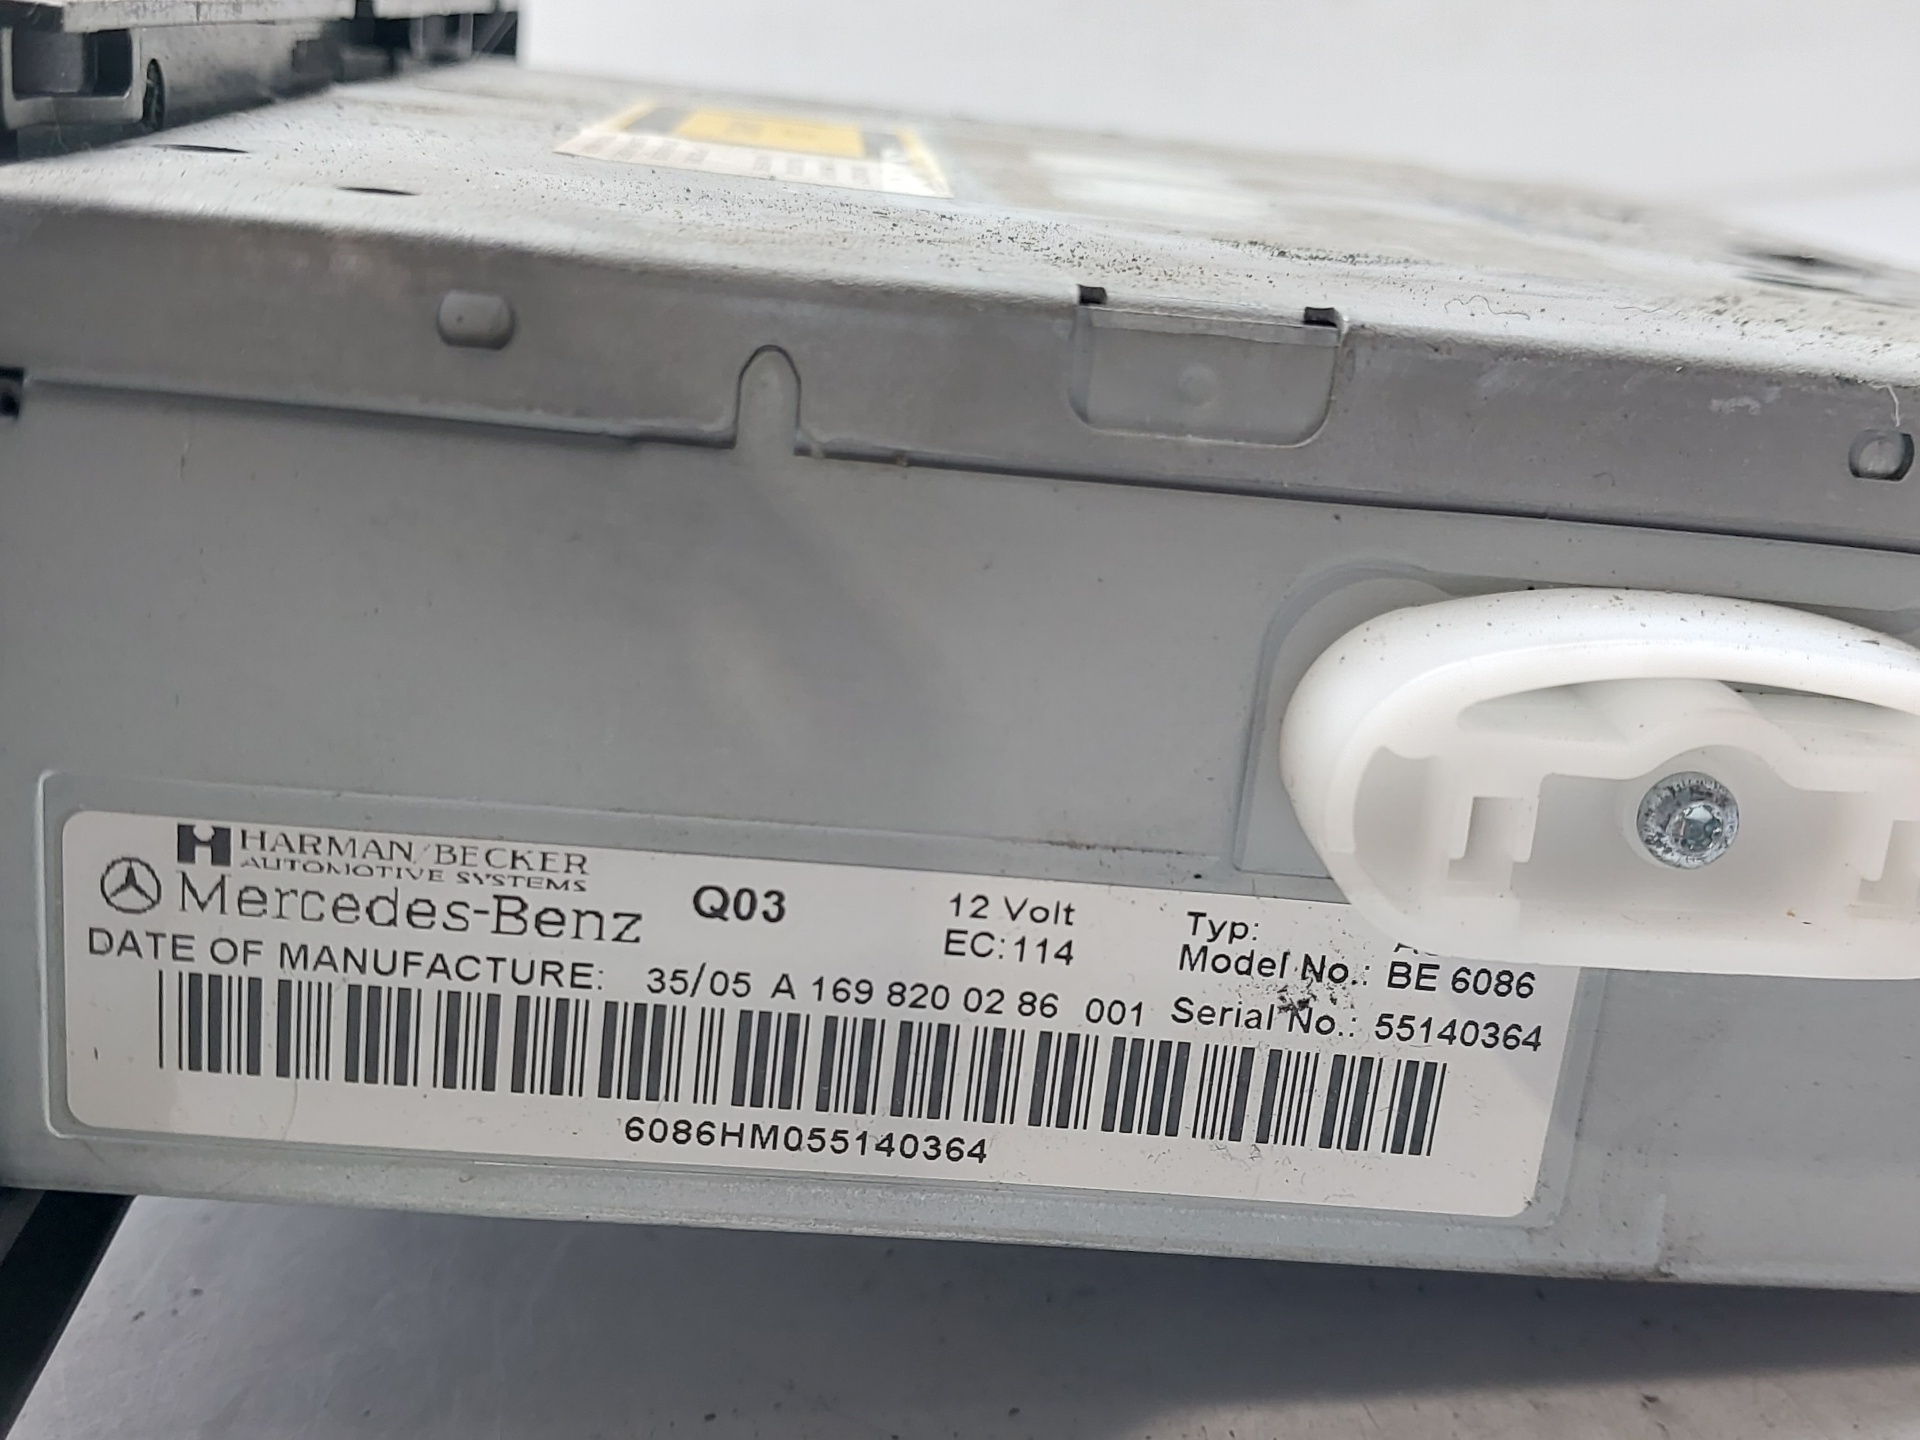 HARMAN/BECKER
AUTOMOTIVE SYSTEMS
Mercedes-Benz
Q03
12 Volt
EC:114
Typ:
Model No.: BE 6086
DATE OF MANUFACTURE: 35/05 A 169 820 02 86 001 Serial No.: 55140364
6086HM055140364